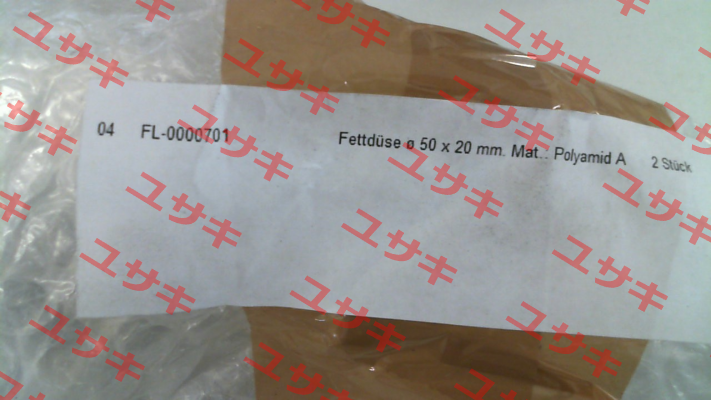 04 FL-0000701 Fettdüse ø 50 x 20 mm. Mat.. Polyamid A 2 Stück
ユサキ